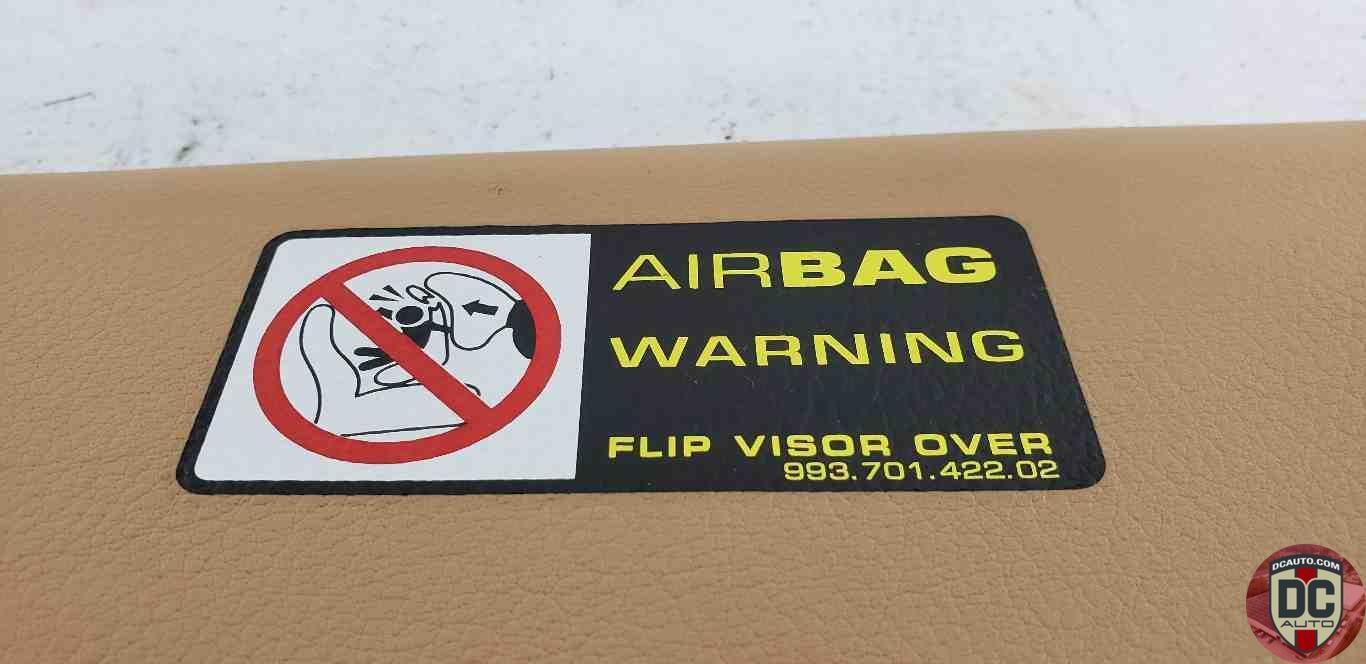 AIRBAG
WARNING
FLIP VISOR OVER
993.701.422.02
DCAUTO.COM
DC
AUTO